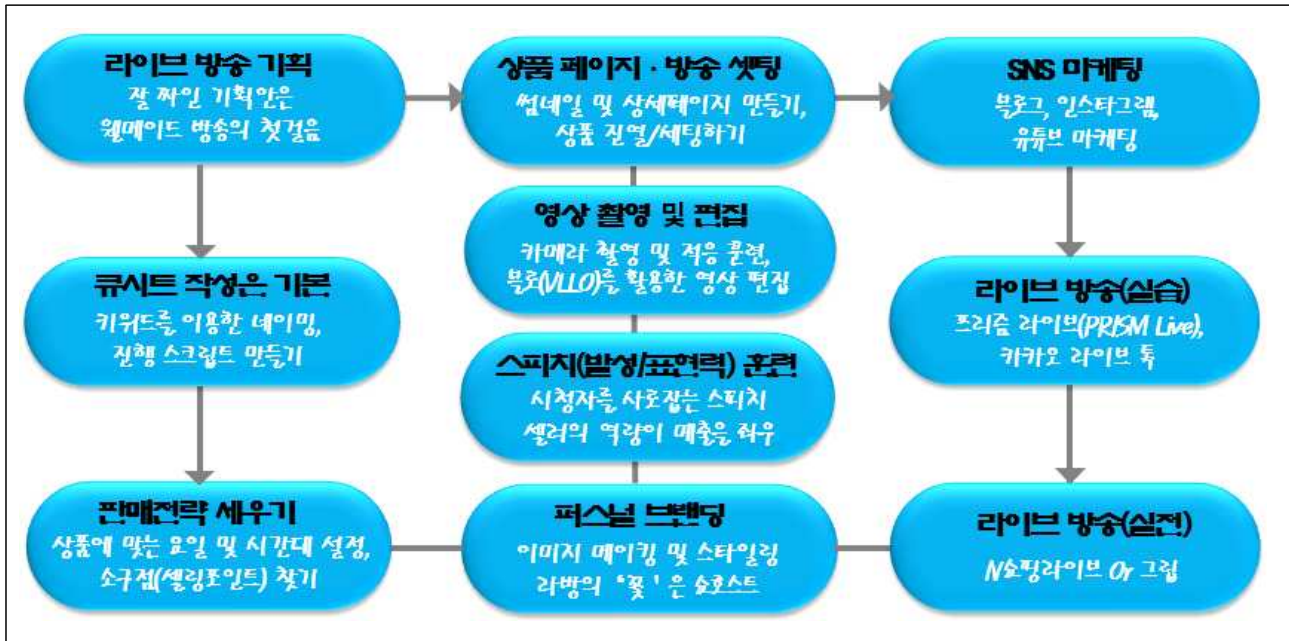 라이브 방송 기획
잘 짜인 기획안은
웰메이드 방송의 첫걸음
상품 페이지 · 방송 셋팅
썸네일 및 상세페이지 만들기,
상품 진열/세팅하기
SNS 마케팅
블로그, 인스타그램,
유튜브 마케팅
영상 촬영 및 편집
카메라 촬영 및 적응 훈련,
블로(VLLO)를 활용한 영상 편집
큐시트 작성은 기본
키워드를 이용한 네이밍,
진행 스크립트 만들기
라이브 방송(실습)
프리즘 라이브(PRISM Live),
카카오 라이브 톡
스피치(발성/표현력) 훈련
시청자를 사로잡는 스피치
셀러의 역량이 매출을 좌우
판매전략 세우기
상품에 맞는 요일 및 시간대 설정,
소구점(셀링포인트) 찾기
퍼스널 브랜딩
이미지 메이킹 및 스타일링
라방의 '꽃'은 쇼호스트
라이브 방송(실전)
N쇼핑라이브 Or 그립